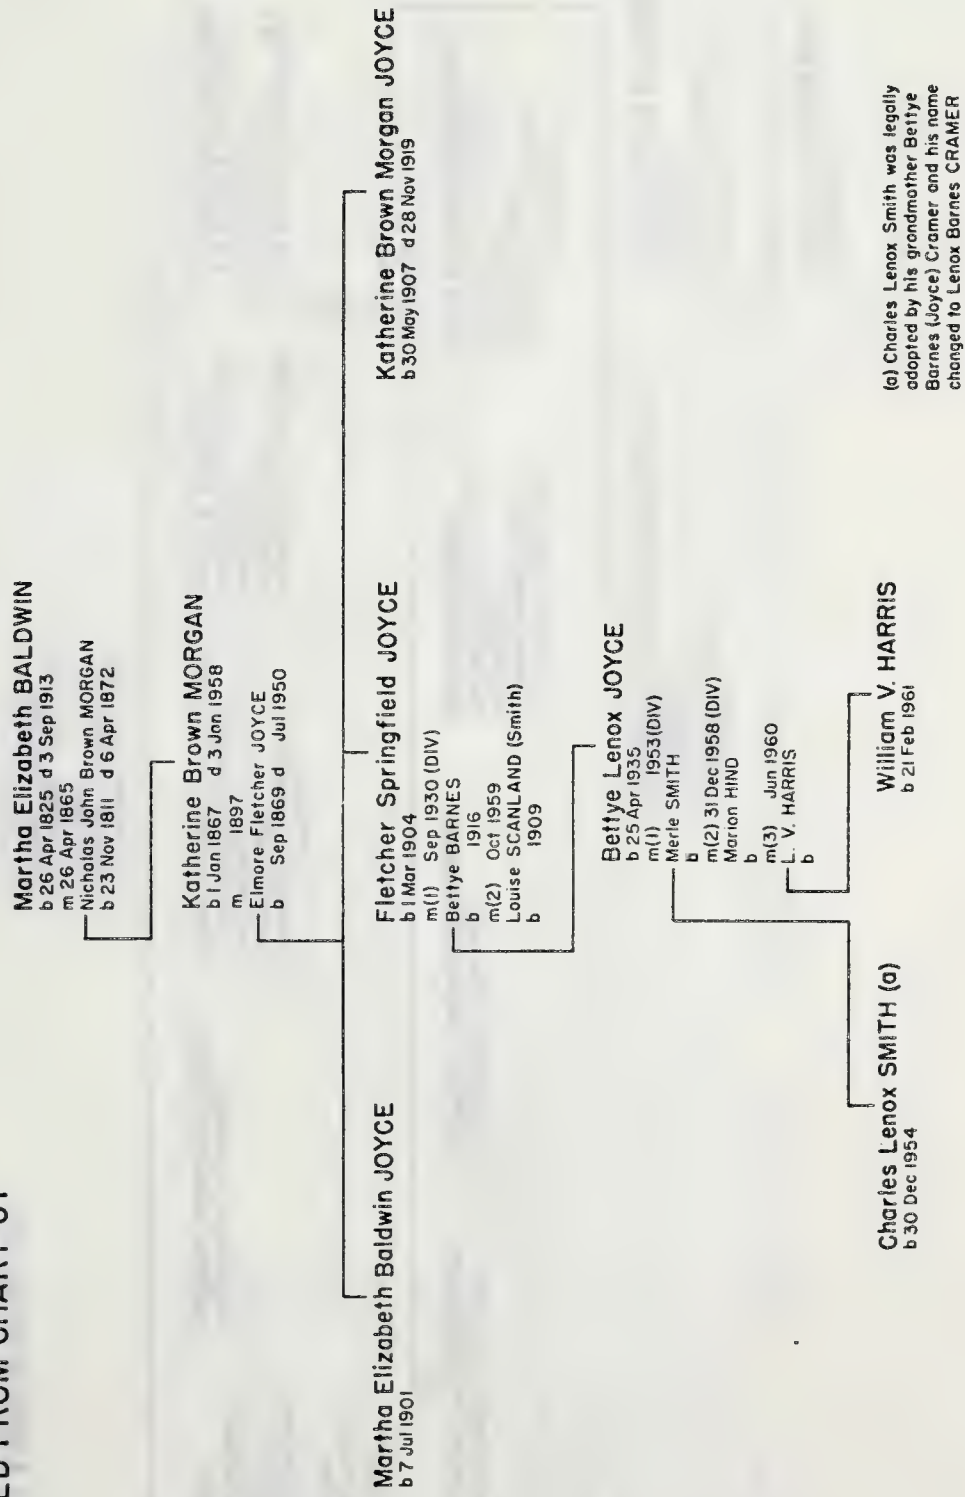 ED FROM CHART OF
Martha Elizabeth BALDWIN
b 26 Apr 1825 d 3 Sep 1913
m 26 Apr 1865
Nicholas John Brown MORGAN
b 23 Nov 1811 d 6 Apr 1872
Katherine Brown MORGAN
b 1 Jan 1867 d 3 Jan 1958
m 1897
Elmore Fletcher JOYCE
b Sep 1869 d Jul 1950
Martha Elizabeth Baldwin JOYCE
b 7 Jul 1901
Fletcher Springfield JOYCE
b 1 Mar 1904
m(1) Sep 1930 (DIV)
Bettye BARNES
b 1916
m(2) Oct 1959
Louise SCANLAND (Smith)
b 1909
Katherine Brown Morgan JOYCE
b 30 May 1907 d 28 Nov 1919
Bettye Lenox JOYCE
b 25 Apr 1935
m(1) 1953 (DIV)
Merle SMITH
b
m(2) 31 Dec 1958 (DIV)
Marion HIND
b
m(3) Jun 1960
L. V. HARRIS
b
Charles Lenox SMITH (a)
b 30 Dec 1954
William V. HARRIS
b 21 Feb 1961
(a) Charles Lenox Smith was legally
adopted by his grandmother Bettye
Barnes (Joyce) Cramer and his name
changed to Lenox Barnes CRAMER